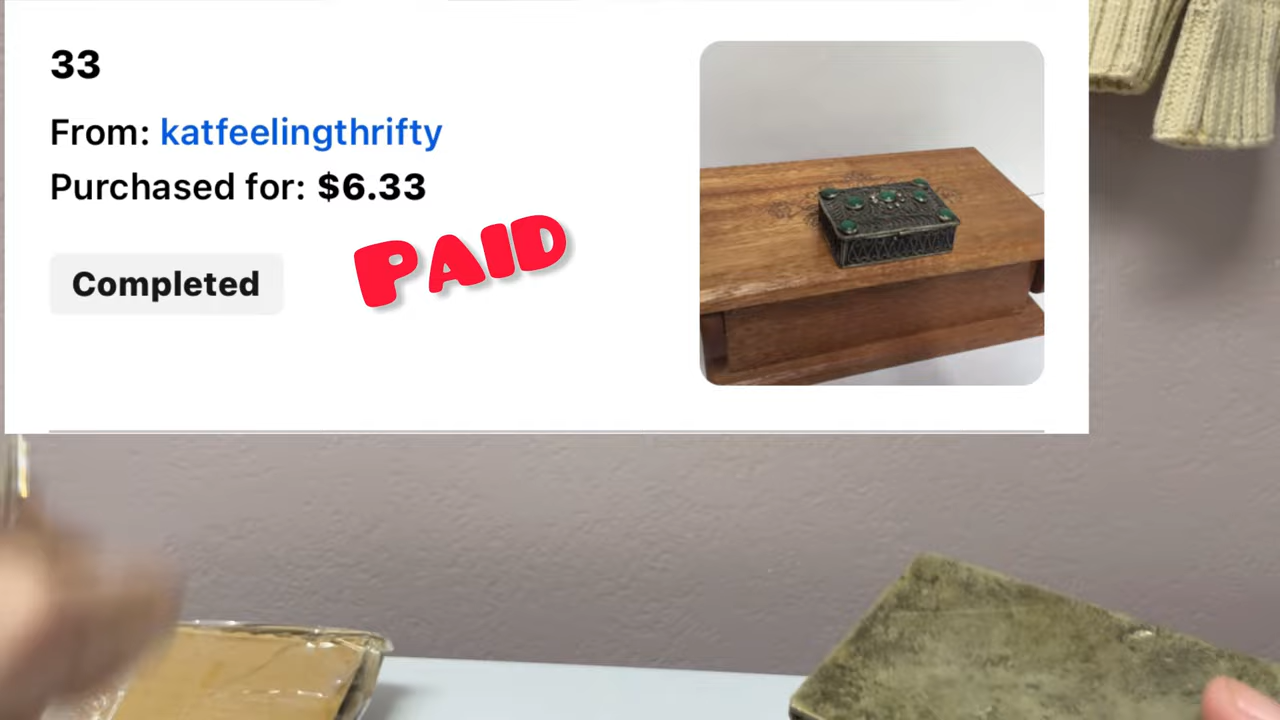 33
From: katfeelingthrifty
Purchased for: $6.33
PAID
Completed